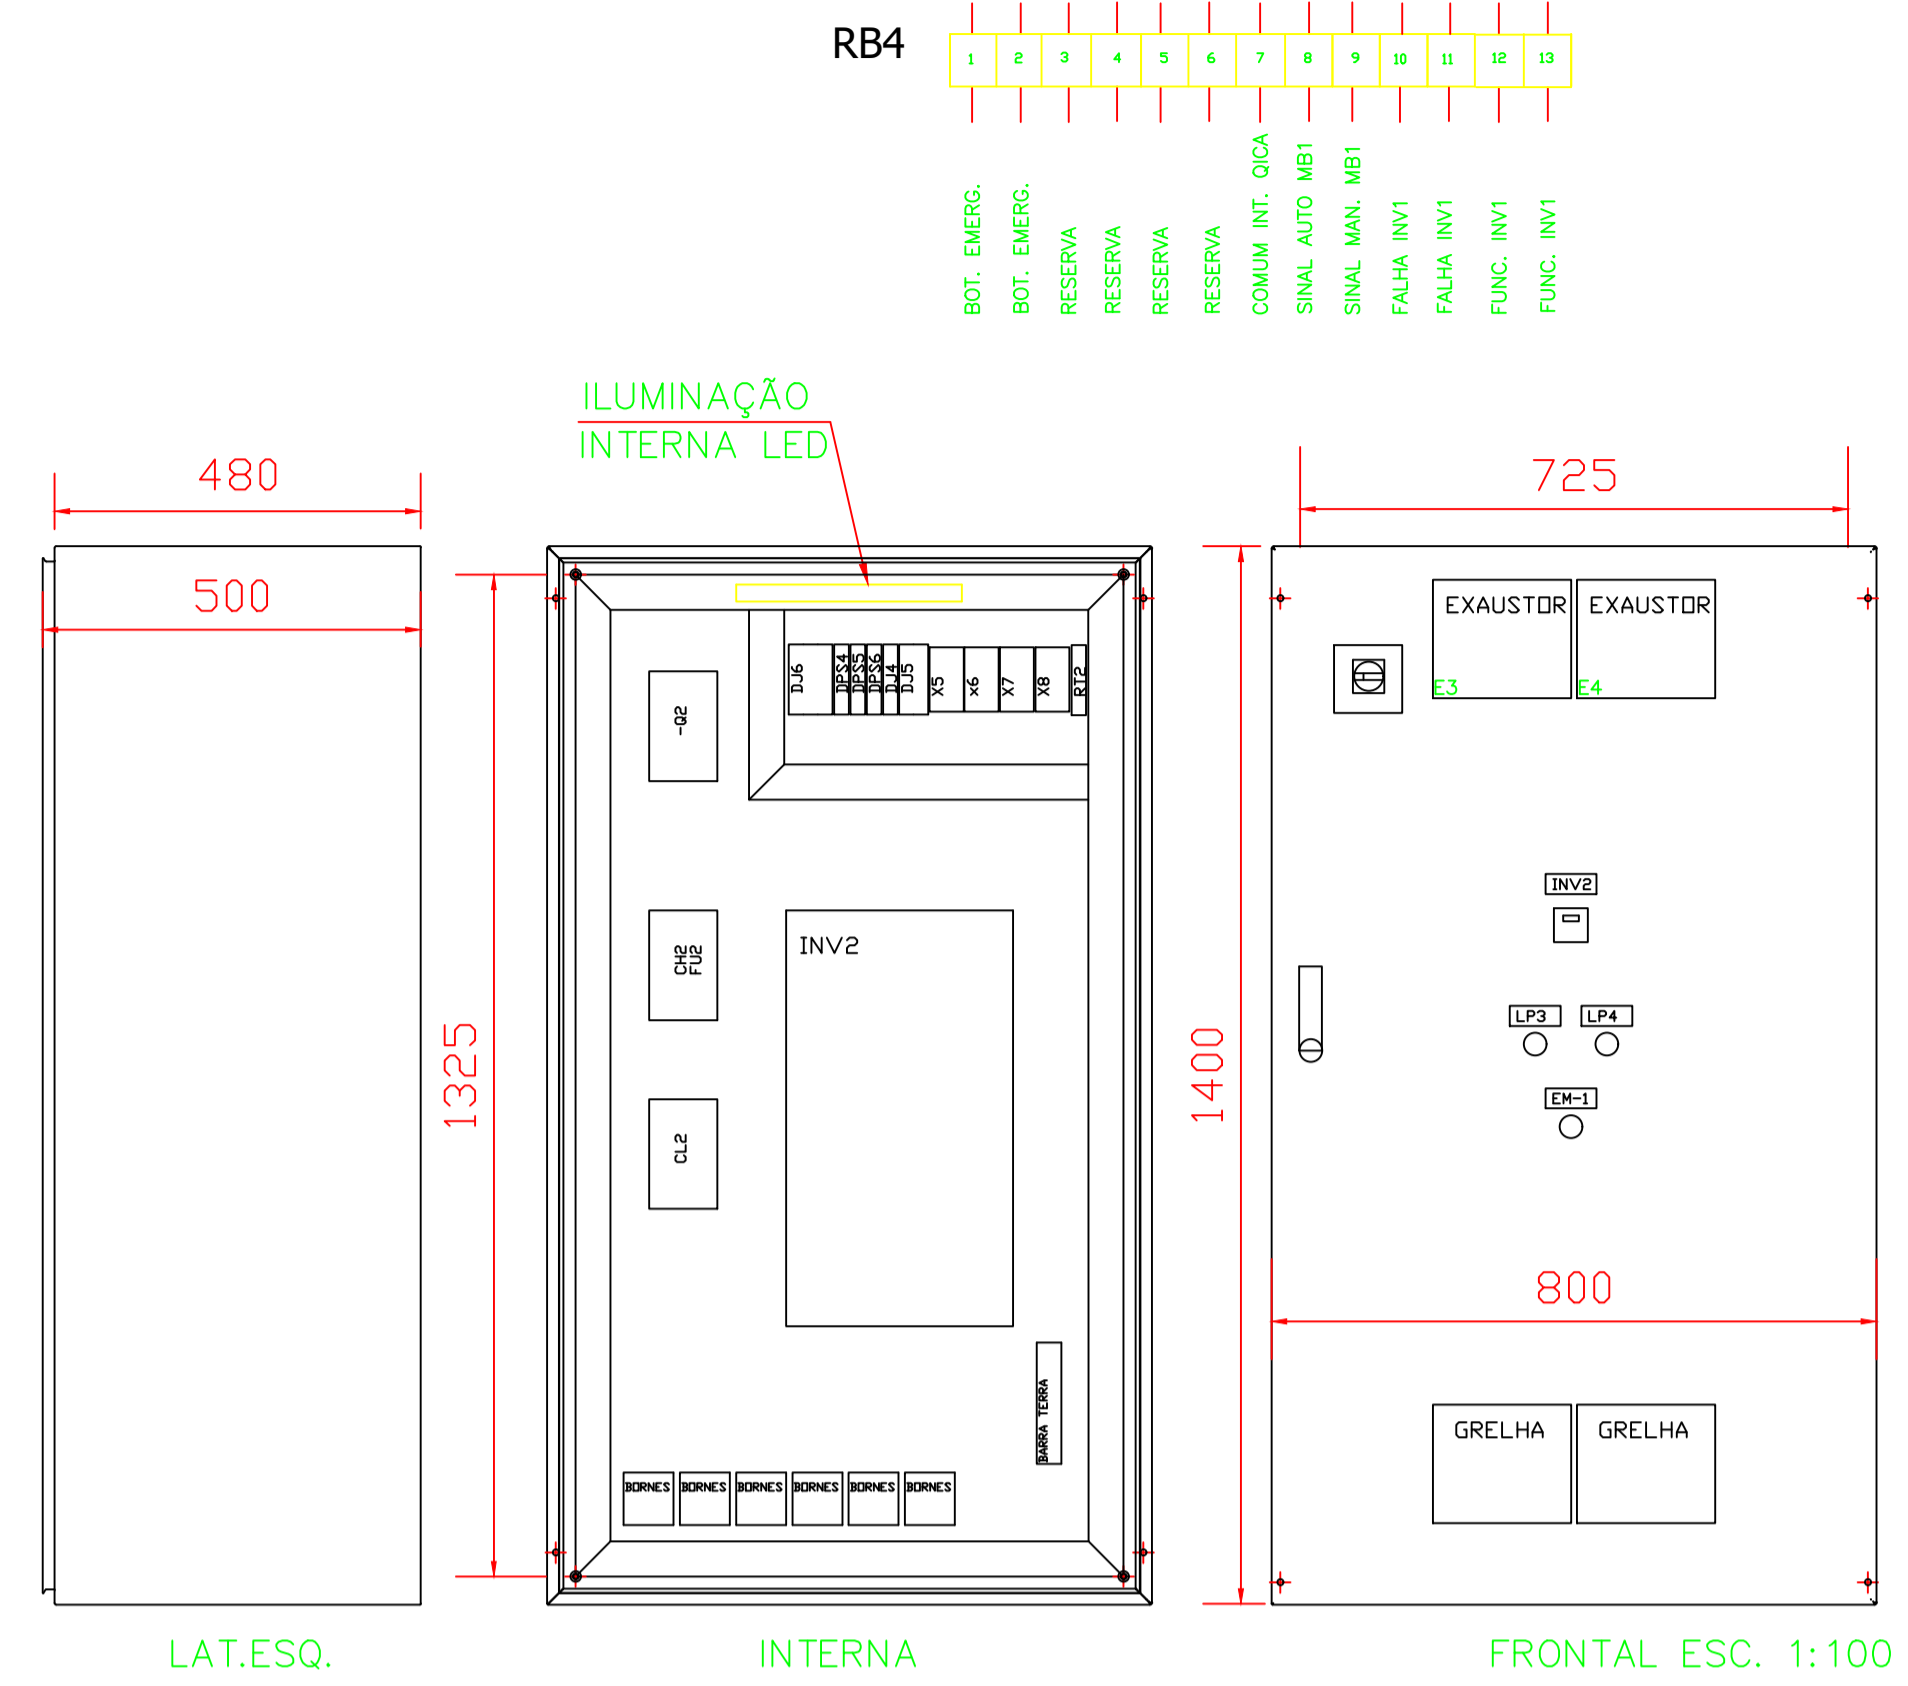 RB4
1 2 3 4 5 6 7 8 9 10 11 12 13
BOT. EMERG.
BOT. EMERG.
RESERVA
RESERVA
RESERVA
RESERVA
COMUM INT. QICA
SINAL AUTO MB1
SINAL MAN. MB1
FALHA INV1
FALHA INV1
FUNC. INV1
FUNC. INV1
ILUMINAÇÃO
INTERNA LED
480
500
LAT.ESQ.
1325
-Q2
DJ6
DPS4
DPS5
DPS6
DJ4
DJ5
X5
x6
X7
X8
RT2
CH2
FU2
INV2
CL2
BARRA TERRA
BORNES BORNES BORNES BORNES BORNES BORNES
INTERNA
725
1400
EXAUSTOR EXAUSTOR
E3 E4
INV2
LP3 LP4
EM-1
800
GRELHA GRELHA
FRONTAL ESC. 1:100